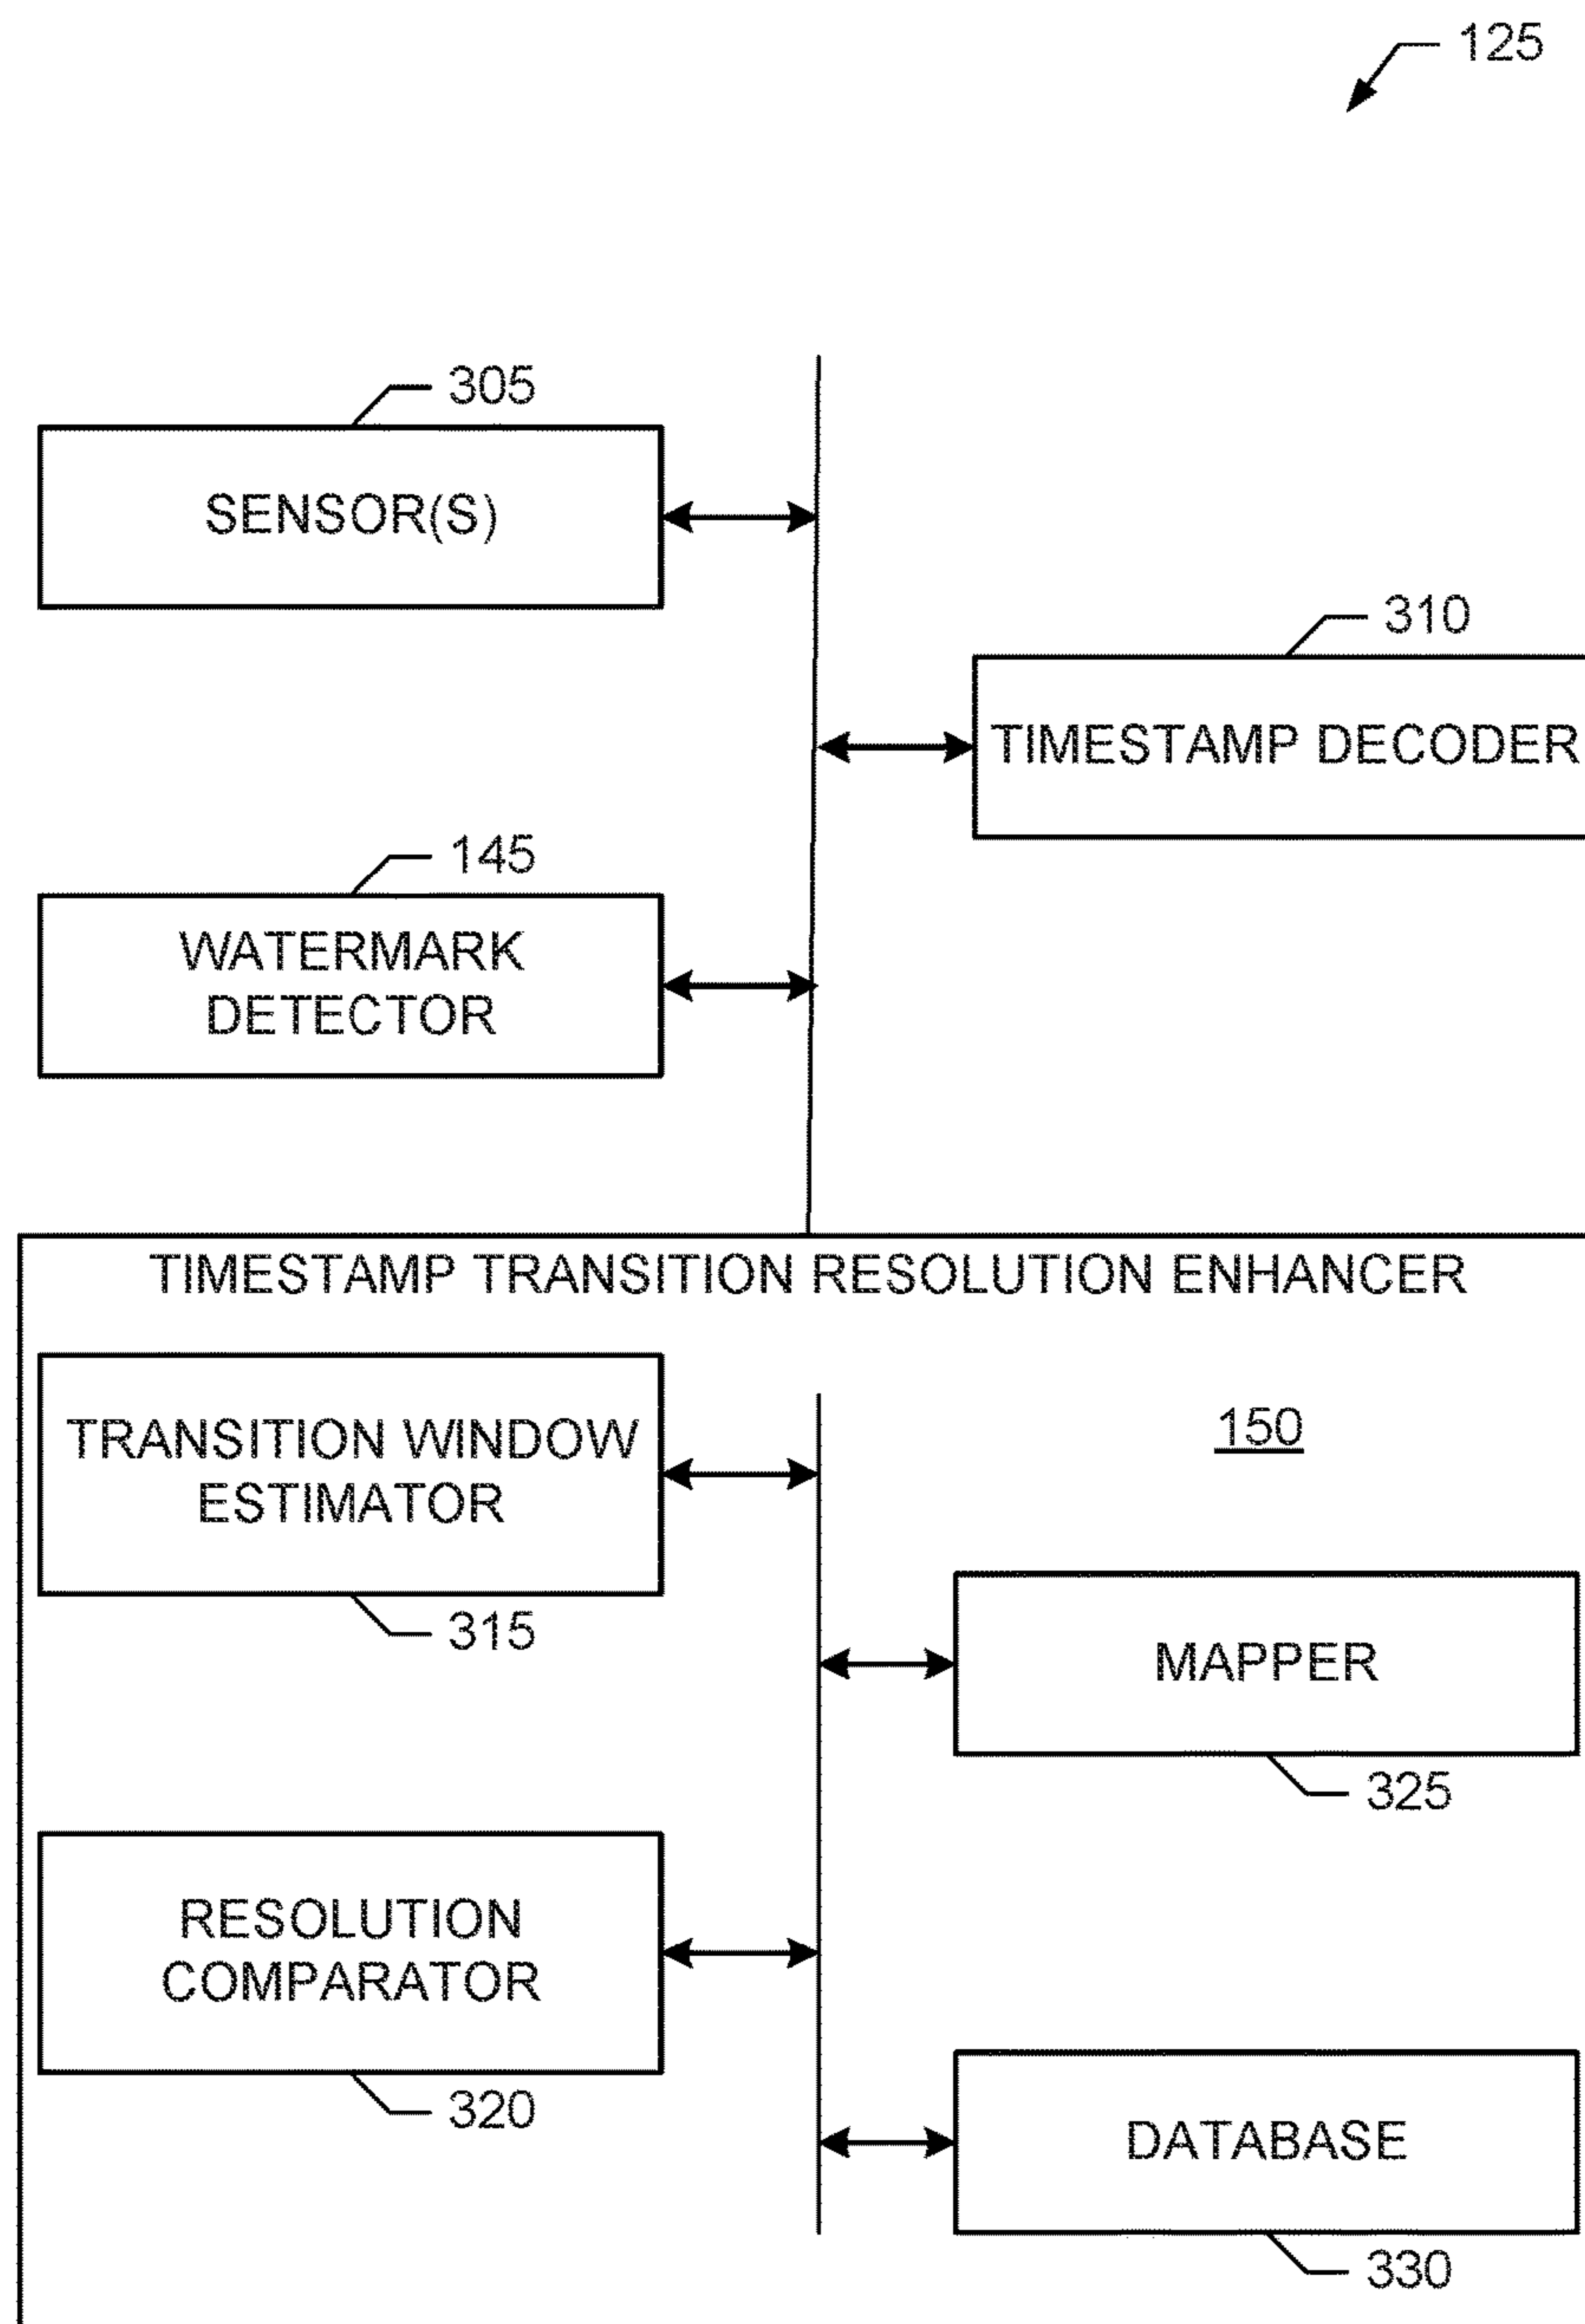 125
305
SENSOR(S)
310
TIMESTAMP DECODER
145
WATERMARK
DETECTOR
TIMESTAMP TRANSITION RESOLUTION ENHANCER
TRANSITION WINDOW
ESTIMATOR
315
150
MAPPER
325
RESOLUTION
COMPARATOR
320
DATABASE
330